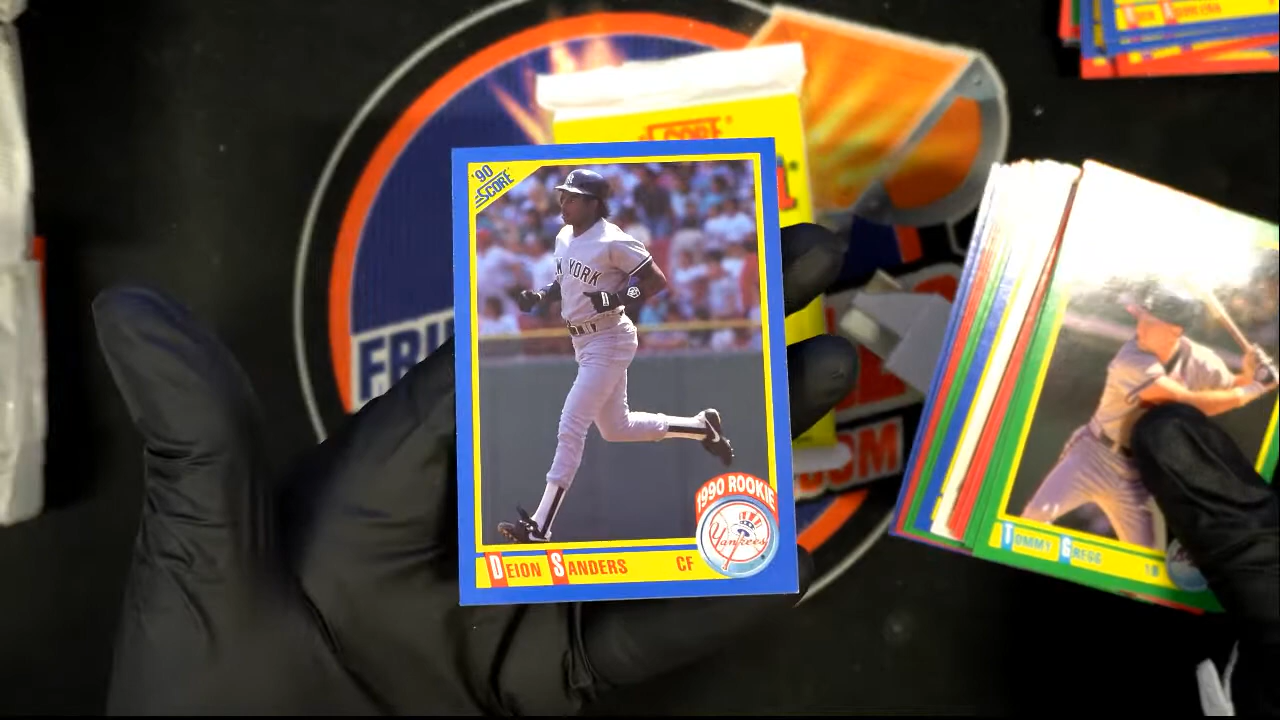 SCORE
'90
SCORE
NEW YORK
1990 ROOKIE
Yankees
DEION SANDERS CF
TOMMY GREGG 1B
FRI
COM